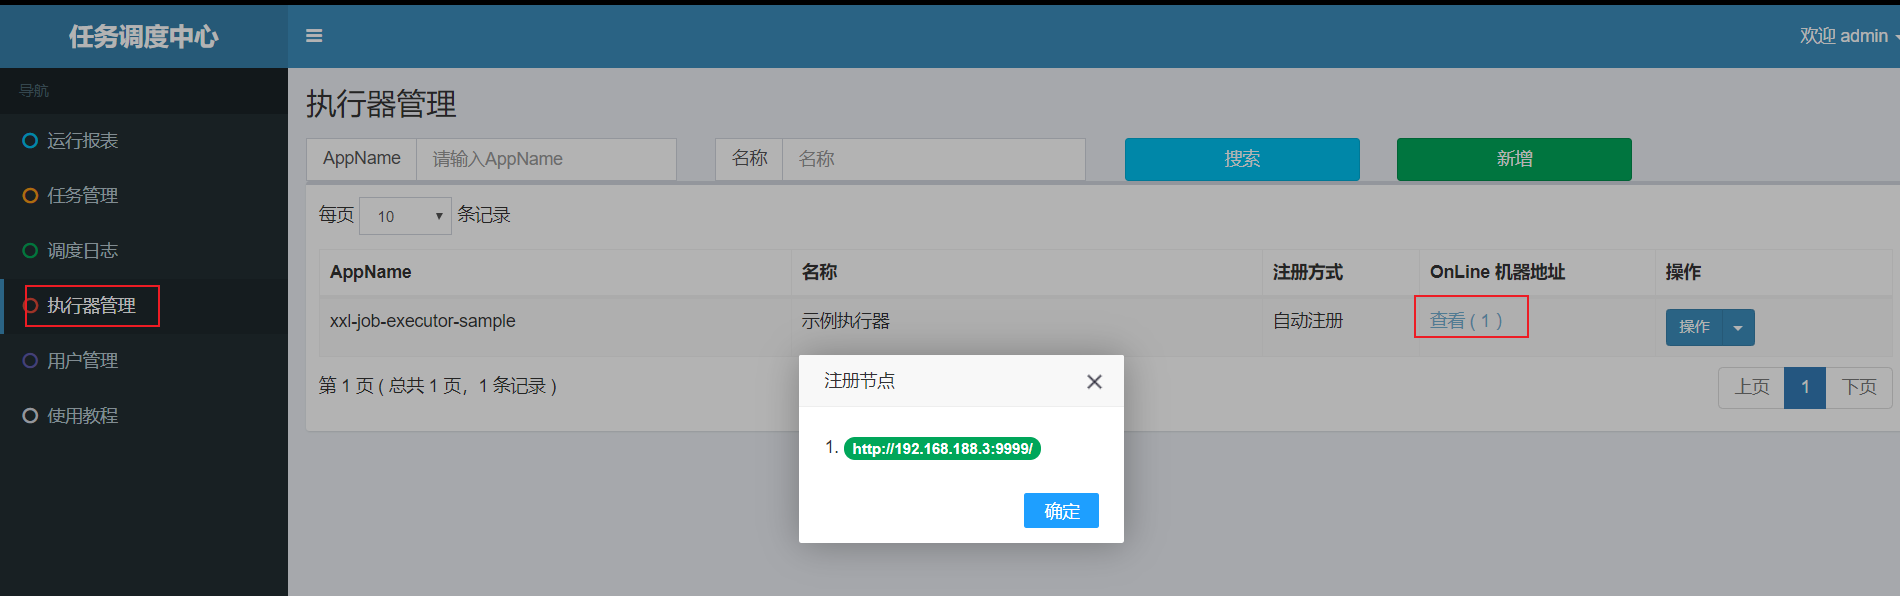 任务调度中心
欢迎 admin
导航
运行报表
任务管理
调度日志
执行器管理
用户管理
使用教程
执行器管理
AppName 请输入AppName 名称 名称 搜索 新增
每页 10 条记录
AppName 名称 注册方式 OnLine 机器地址 操作
xxl-job-executor-sample 示例执行器 自动注册 查看 ( 1 ) 操作
第 1 页 ( 总共 1 页，1 条记录 ) 上页 1 下页
注册节点
1. http://192.168.188.3:9999/
确定